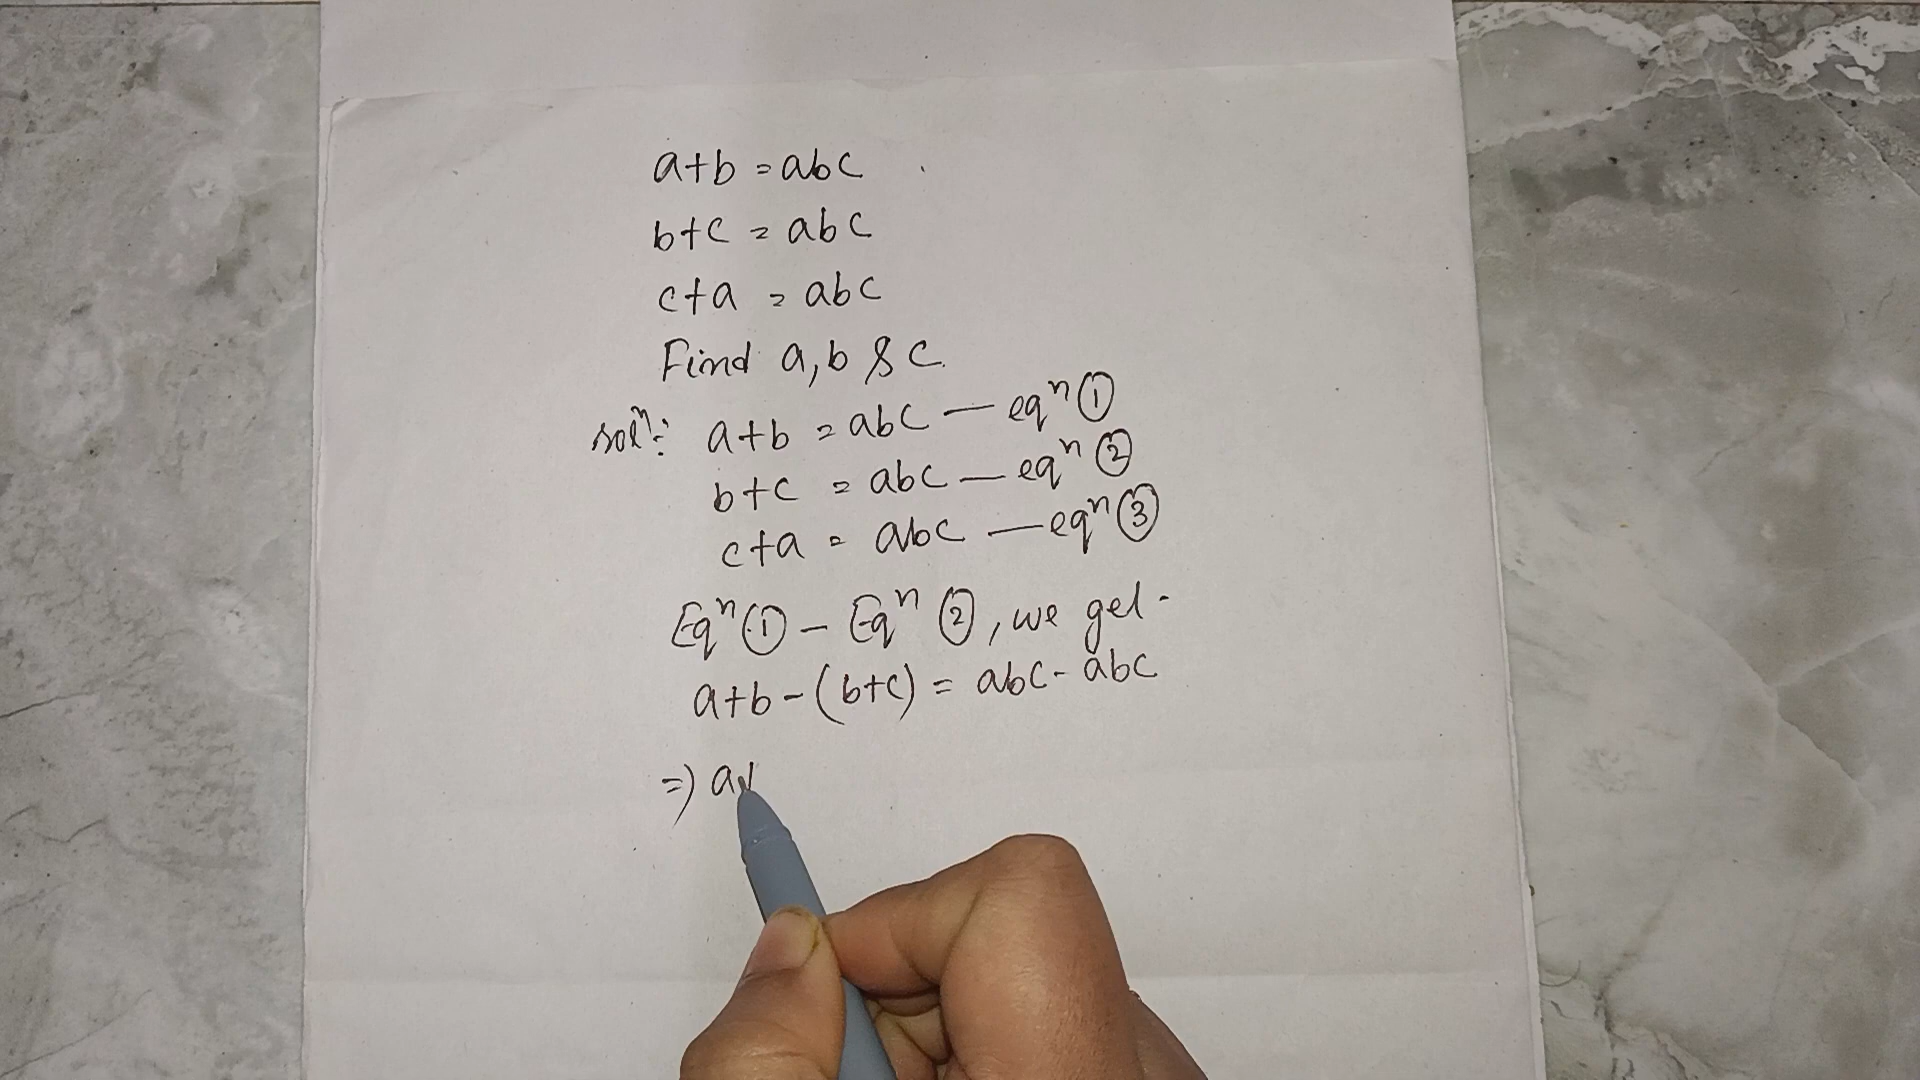 a+b = abc
b+c = abc
c+a = abc
Find a, b & c.
solⁿ: a+b = abc — eqⁿ ①
b+c = abc — eqⁿ ②
c+a = abc — eqⁿ ③
Eqⁿ ① - Eqⁿ ②, we get -
a+b-(b+c) = abc - abc
=) a+